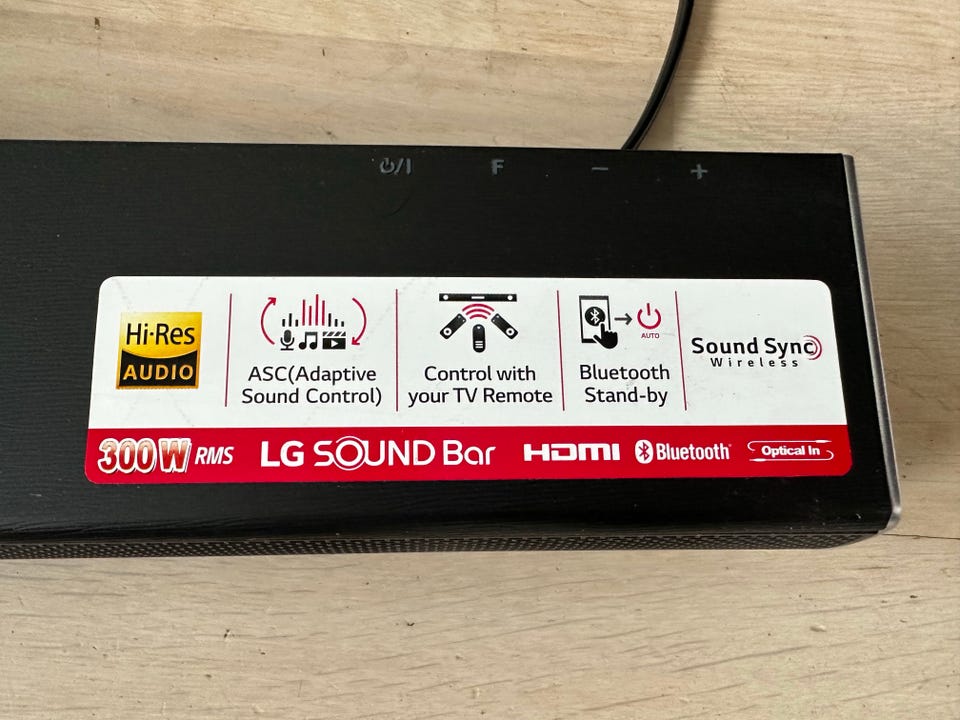 ⏻/I F − +
Hi-Res
AUDIO
ASC(Adaptive
Sound Control)
Control with
your TV Remote
AUTO
Bluetooth
Stand-by
Sound Sync
Wireless
300W RMS LG SOUND Bar HDMI Bluetooth Optical In